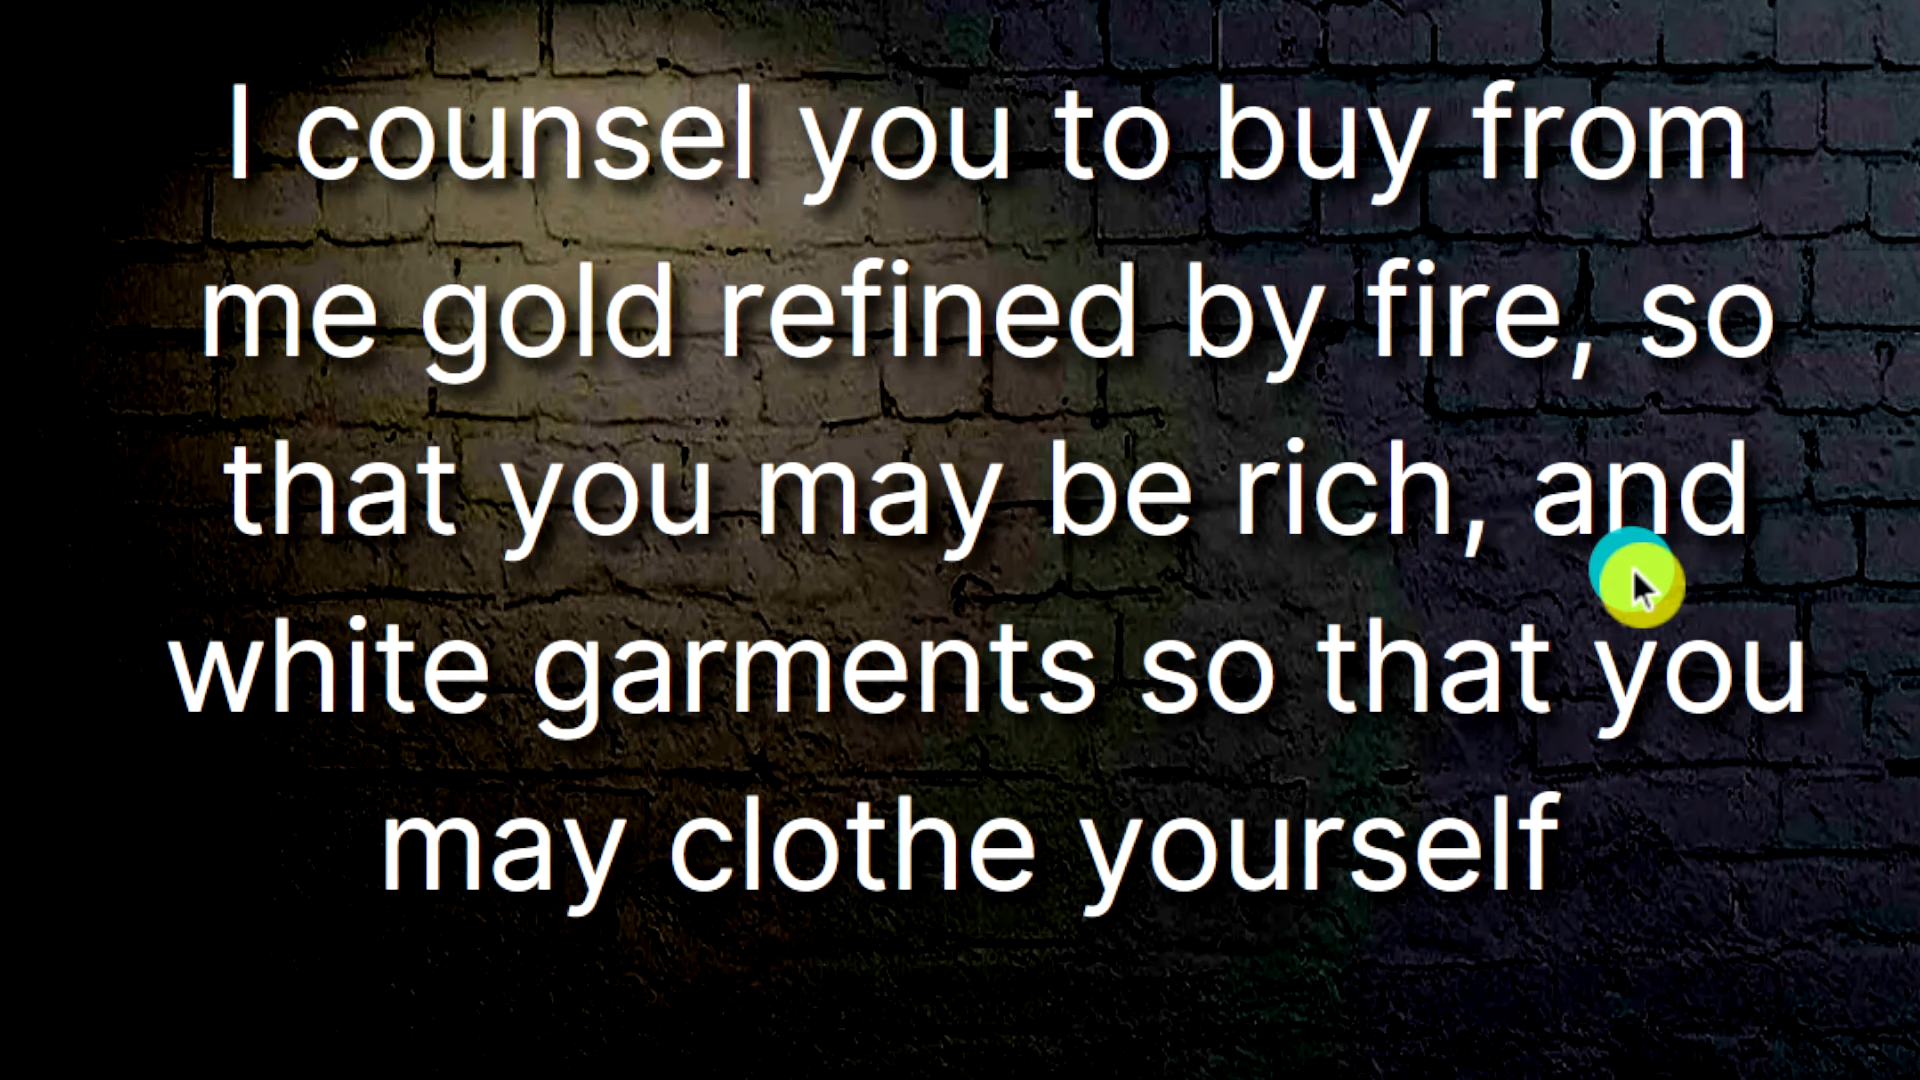 I counsel you to buy from
me gold refined by fire, so
that you may be rich, and
white garments so that you
may clothe yourself